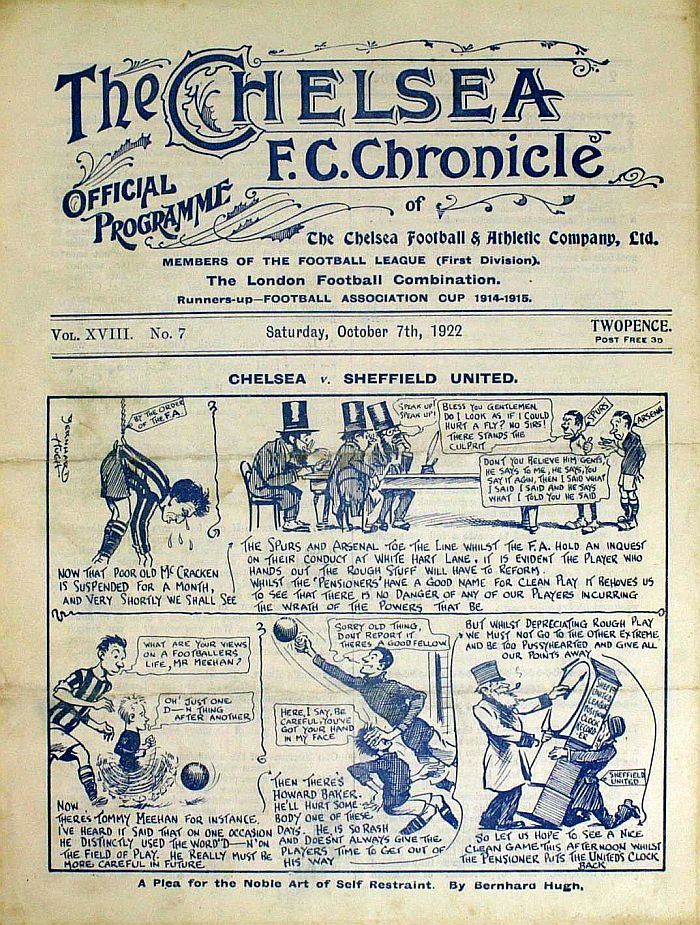 The CHELSEA
F.C. Chronicle
OFFICIAL
PROGRAMME
of
The Chelsea Football & Athletic Company, Ltd.
MEMBERS OF THE FOOTBALL LEAGUE (First Division).
The London Football Combination.
Runners-up—FOOTBALL ASSOCIATION CUP 1914-1915.
VOL. XVIII. No. 7
Saturday, October 7th, 1922
TWOPENCE.
POST FREE 3D
CHELSEA v. SHEFFIELD UNITED.
BERNHARD
HUGH
BY THE ORDER
OF THE F.A.
NOW THAT POOR OLD MC CRACKEN
IS SUSPENDED FOR A MONTH,
AND VERY SHORTLY WE SHALL SEE
SPEAK UP!
SPEAK UP!
BLESS YOU GENTLEMEN,
DO I LOOK AS IF I COULD
HURT A FLY? NO SIRS!
THERE STANDS THE
CULPRIT
SPURS
ARSENAL
DON'T YOU BELIEVE HIM GENTS,
HE SAYS TO ME, HE SAYS, YOU
SAY IT AGIN, THEN I SAID WHAT
I SAID I SAID AND HE SAYS
WHAT I TOLD YOU HE SAID
THE SPURS AND ARSENAL TOE THE LINE WHILST THE F.A. HOLD AN INQUEST
ON THEIR CONDUCT AT WHITE HART LANE, IT IS EVIDENT THE PLAYER WHO
HANDS OUT THE ROUGH STUFF WILL HAVE TO REFORM.
WHILST THE 'PENSIONERS' HAVE A GOOD NAME FOR CLEAN PLAY IT BEHOVES US
TO SEE THAT THERE IS NO DANGER OF ANY OF OUR PLAYERS INCURRING
THE WRATH OF THE POWERS THAT BE
WHAT ARE YOUR VIEWS
ON A FOOTBALLERS
LIFE, MR MEEHAN?
OH! JUST ONE
D—N THING
AFTER ANOTHER
NOW
THERE'S TOMMY MEEHAN FOR INSTANCE.
I'VE HEARD IT SAID THAT ON ONE OCCASION
HE DISTINCTLY USED THE WORD 'D—N' ON
THE FIELD OF PLAY. HE REALLY MUST BE
MORE CAREFUL IN FUTURE
SORRY OLD THING,
DONT REPORT IT
THERES A GOOD FELLOW
HERE, I SAY, BE
CAREFUL, YOU'VE
GOT YOUR HAND
IN MY FACE
THEN THERE'S
HOWARD BAKER.
HE'LL HURT SOME-
BODY ONE OF THESE
DAYS. HE IS SO RASH
AND DOESNT ALWAYS GIVE THE
PLAYERS TIME TO GET OUT OF
HIS WAY
BUT WHILST DEPRECIATING ROUGH PLAY
WE MUST NOT GO TO THE OTHER EXTREME
AND BE TOO PUSSYHEARTED AND GIVE ALL
OUR POINTS AWAY
SHEFFIELD
UNITED
SO LET US HOPE TO SEE A NICE
CLEAN GAME THIS AFTERNOON WHILST
THE PENSIONER PUTS THE UNITED'S CLOCK
BACK
A Plea for the Noble Art of Self Restraint. By Bernhard Hugh,